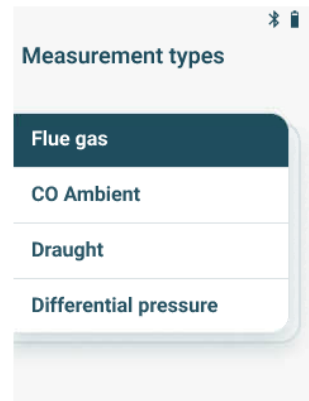 Measurement types
Flue gas
CO Ambient
Draught
Differential pressure